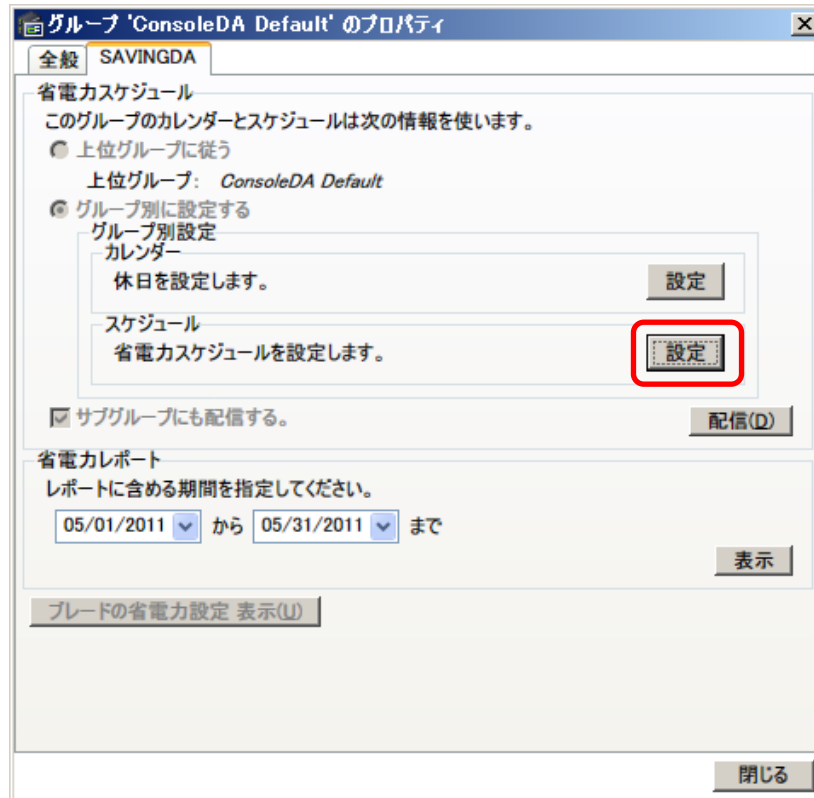 グループ 'ConsoleDA Default' のプロパティ
全般 SAVINGDA
省電力スケジュール
このグループのカレンダーとスケジュールは次の情報を使います。
上位グループに従う
上位グループ: ConsoleDA Default
グループ別に設定する
グループ別設定
カレンダー
休日を設定します。 設定
スケジュール
省電力スケジュールを設定します。 設定
サブグループにも配信する。 配信(D)
省電力レポート
レポートに含める期間を指定してください。
05/01/2011 から 05/31/2011 まで
表示
ブレードの省電力設定 表示(U)
閉じる